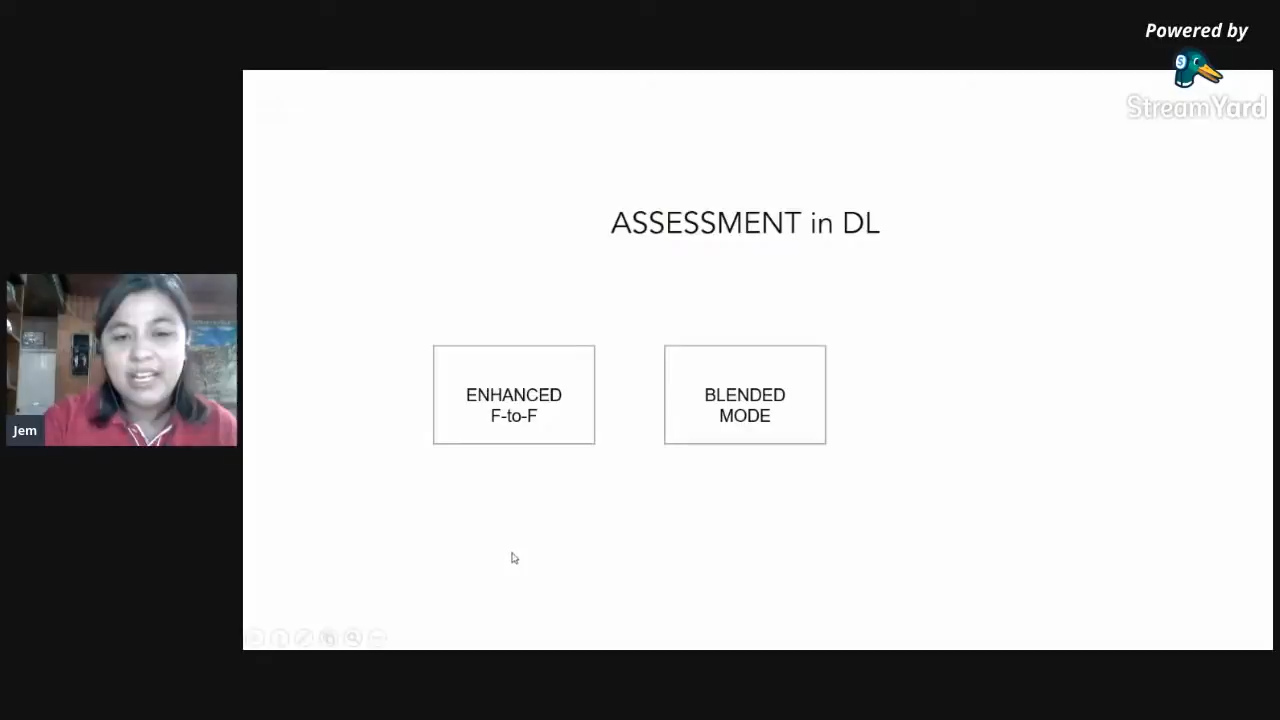 Powered by
StreamYard
ASSESSMENT in DL
ENHANCED
F-to-F
BLENDED
MODE
Jem